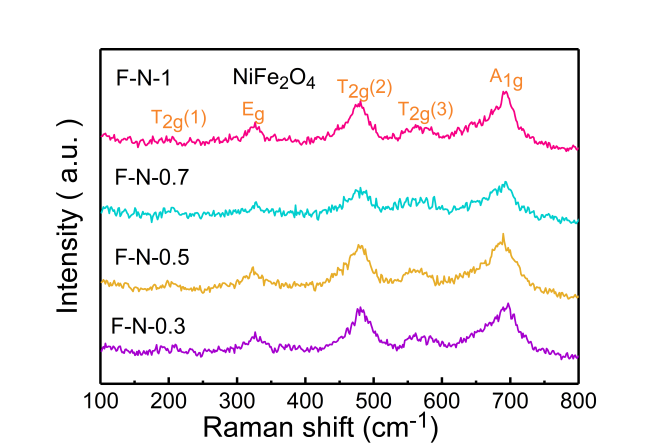 F-N-1
NiFe₂O₄
T₂g(1)
E_g
T₂g(2)
T₂g(3)
A₁g
F-N-0.7
F-N-0.5
F-N-0.3
Intensity ( a.u. )
100 200 300 400 500 600 700 800
Raman shift (cm⁻¹)